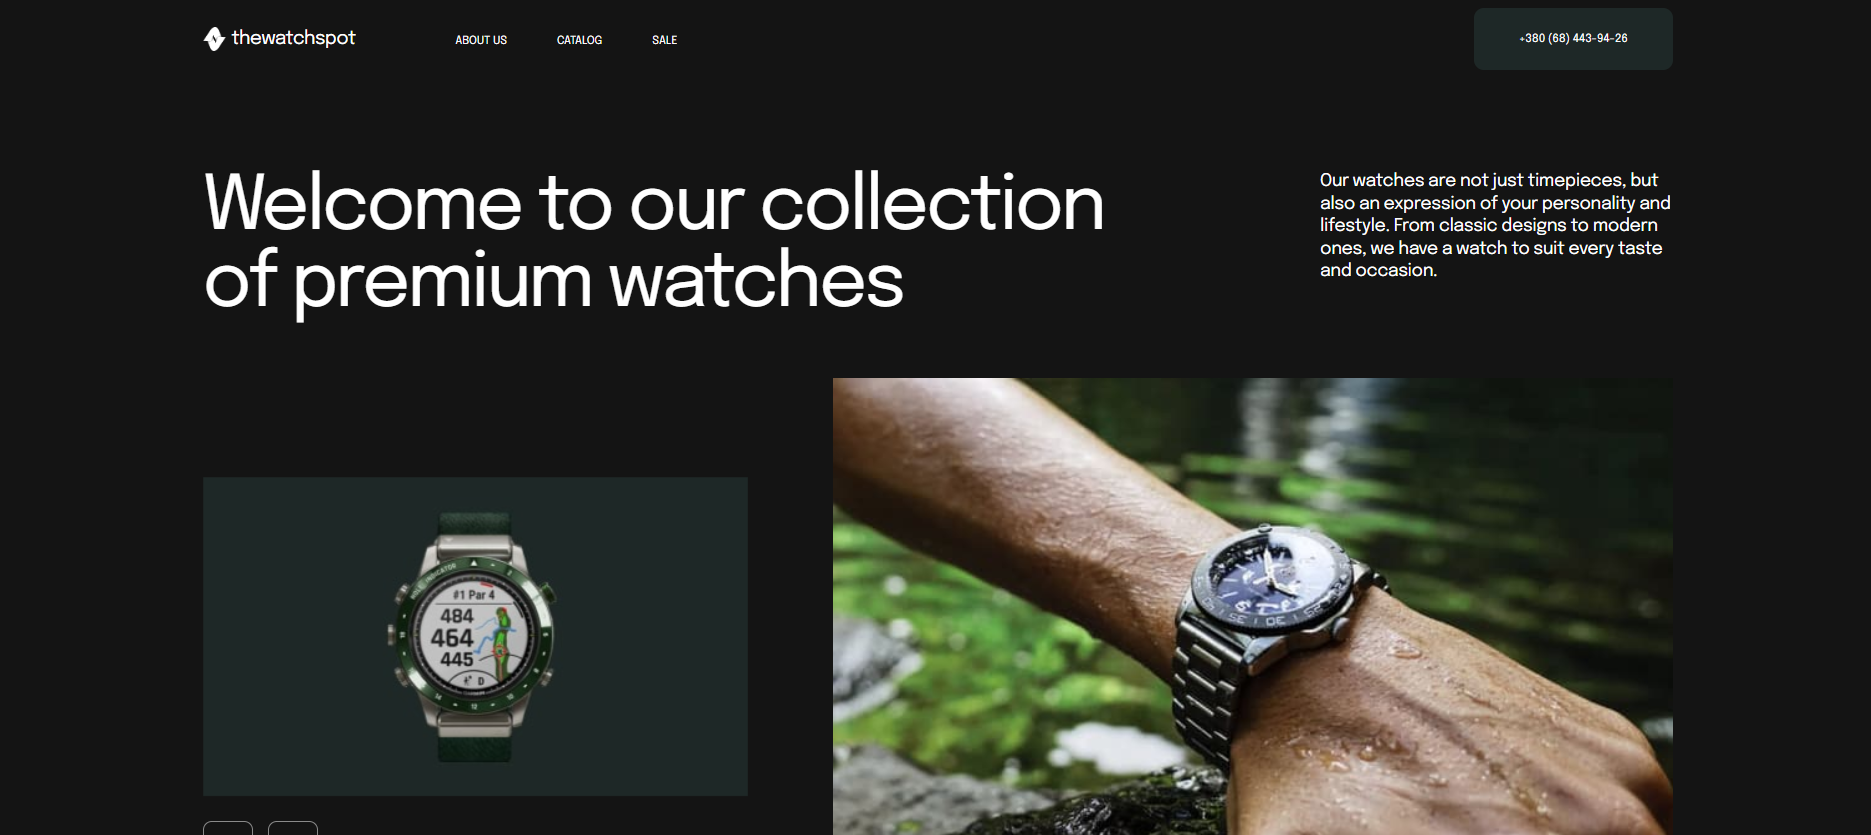 thewatchspot
ABOUT US
CATALOG
SALE
+380 (68) 443-94-26
Welcome to our collection
of premium watches
Our watches are not just timepieces, but
also an expression of your personality and
lifestyle. From classic designs to modern
ones, we have a watch to suit every taste
and occasion.
#1 Par 4
484
464
445
D